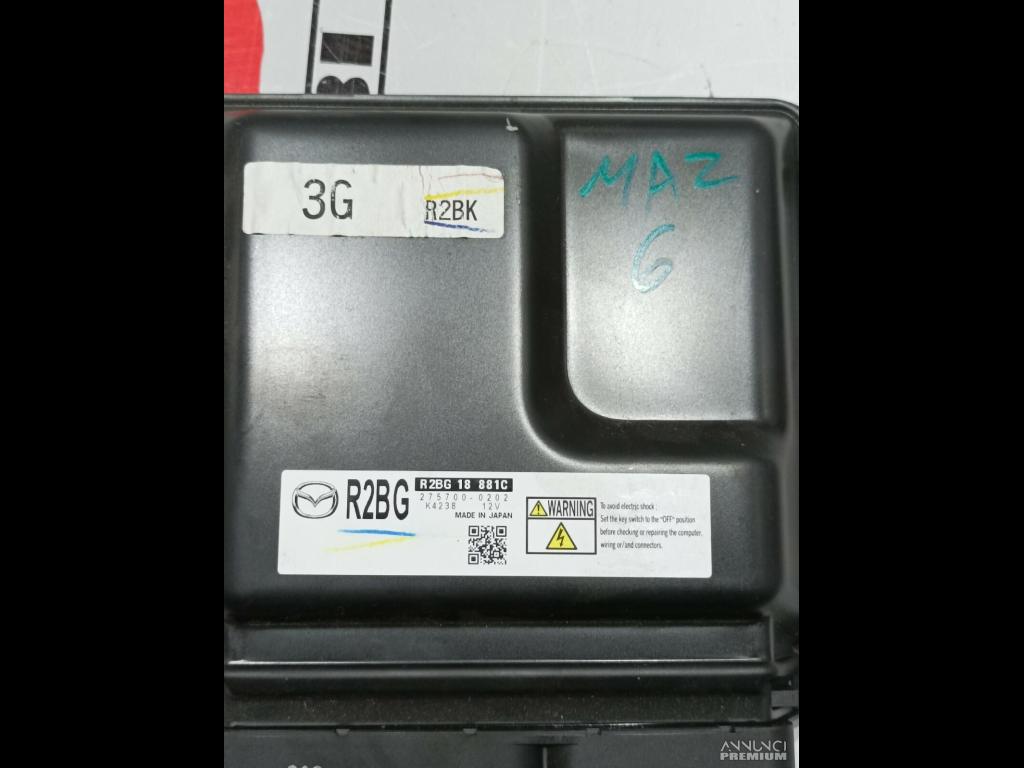 3G
R2BK
MAZ
6
R2BG
R2BG 18 881C
275700-0202
K4238 12V
MADE IN JAPAN
WARNING
To avoid electric shock
Set the key switch to the "OFF" position
before checking or repairing the computer,
wiring or/and connectors.
ANNUNCI
PREMIUM